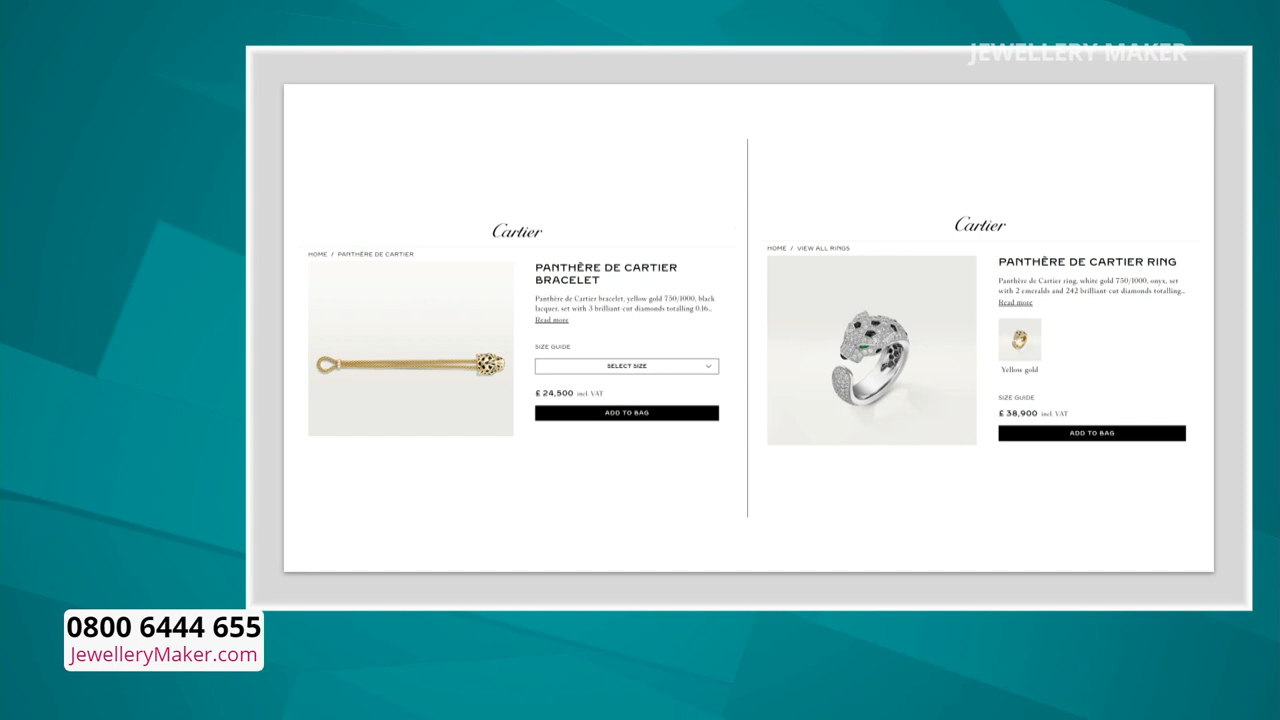 JEWELLERY MAKER
Cartier
HOME / PANTHÈRE DE CARTIER
PANTHÈRE DE CARTIER
BRACELET
Panthère de Cartier bracelet, yellow gold 750/1000, black
lacquer, set with 3 brilliant-cut diamonds totalling 0.16...
Read more
SIZE GUIDE
SELECT SIZE
£ 24,500 incl. VAT
ADD TO BAG
Cartier
HOME / VIEW ALL RINGS
PANTHÈRE DE CARTIER RING
Panthère de Cartier ring, white gold 750/1000, onyx, set
with 2 emeralds and 242 brilliant-cut diamonds totalling...
Read more
Yellow gold
SIZE GUIDE
£ 38,900 incl. VAT
ADD TO BAG
0800 6444 655
JewelleryMaker.com